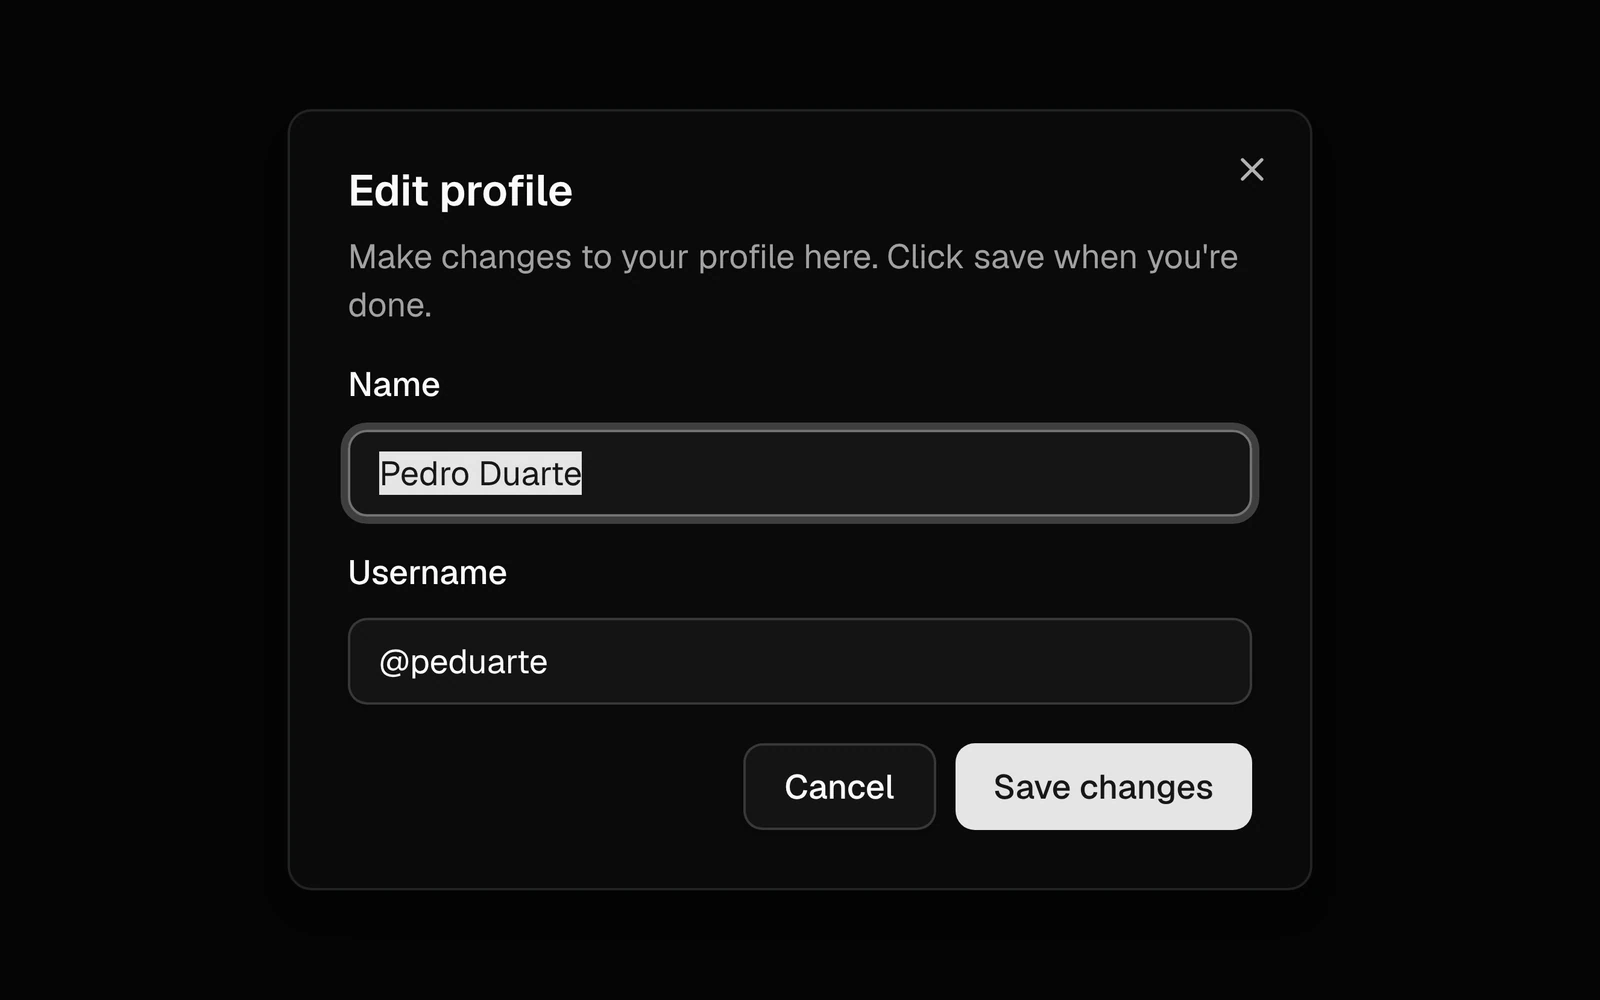 Edit profile
Make changes to your profile here. Click save when you're
done.
Name
Pedro Duarte
Username
@peduarte
Cancel
Save changes